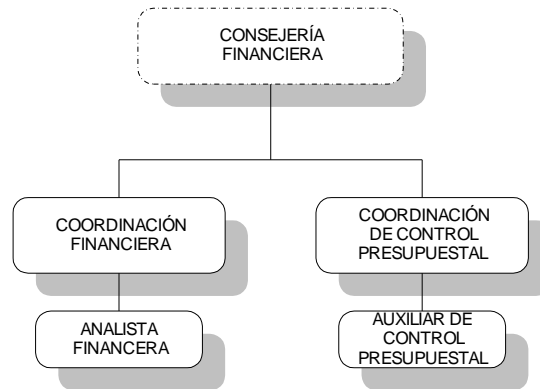 CONSEJERÍA
FINANCIERA
COORDINACIÓN
FINANCIERA
COORDINACIÓN
DE CONTROL
PRESUPUESTAL
ANALISTA
FINANCERA
AUXILIAR DE
CONTROL
PRESUPUESTAL